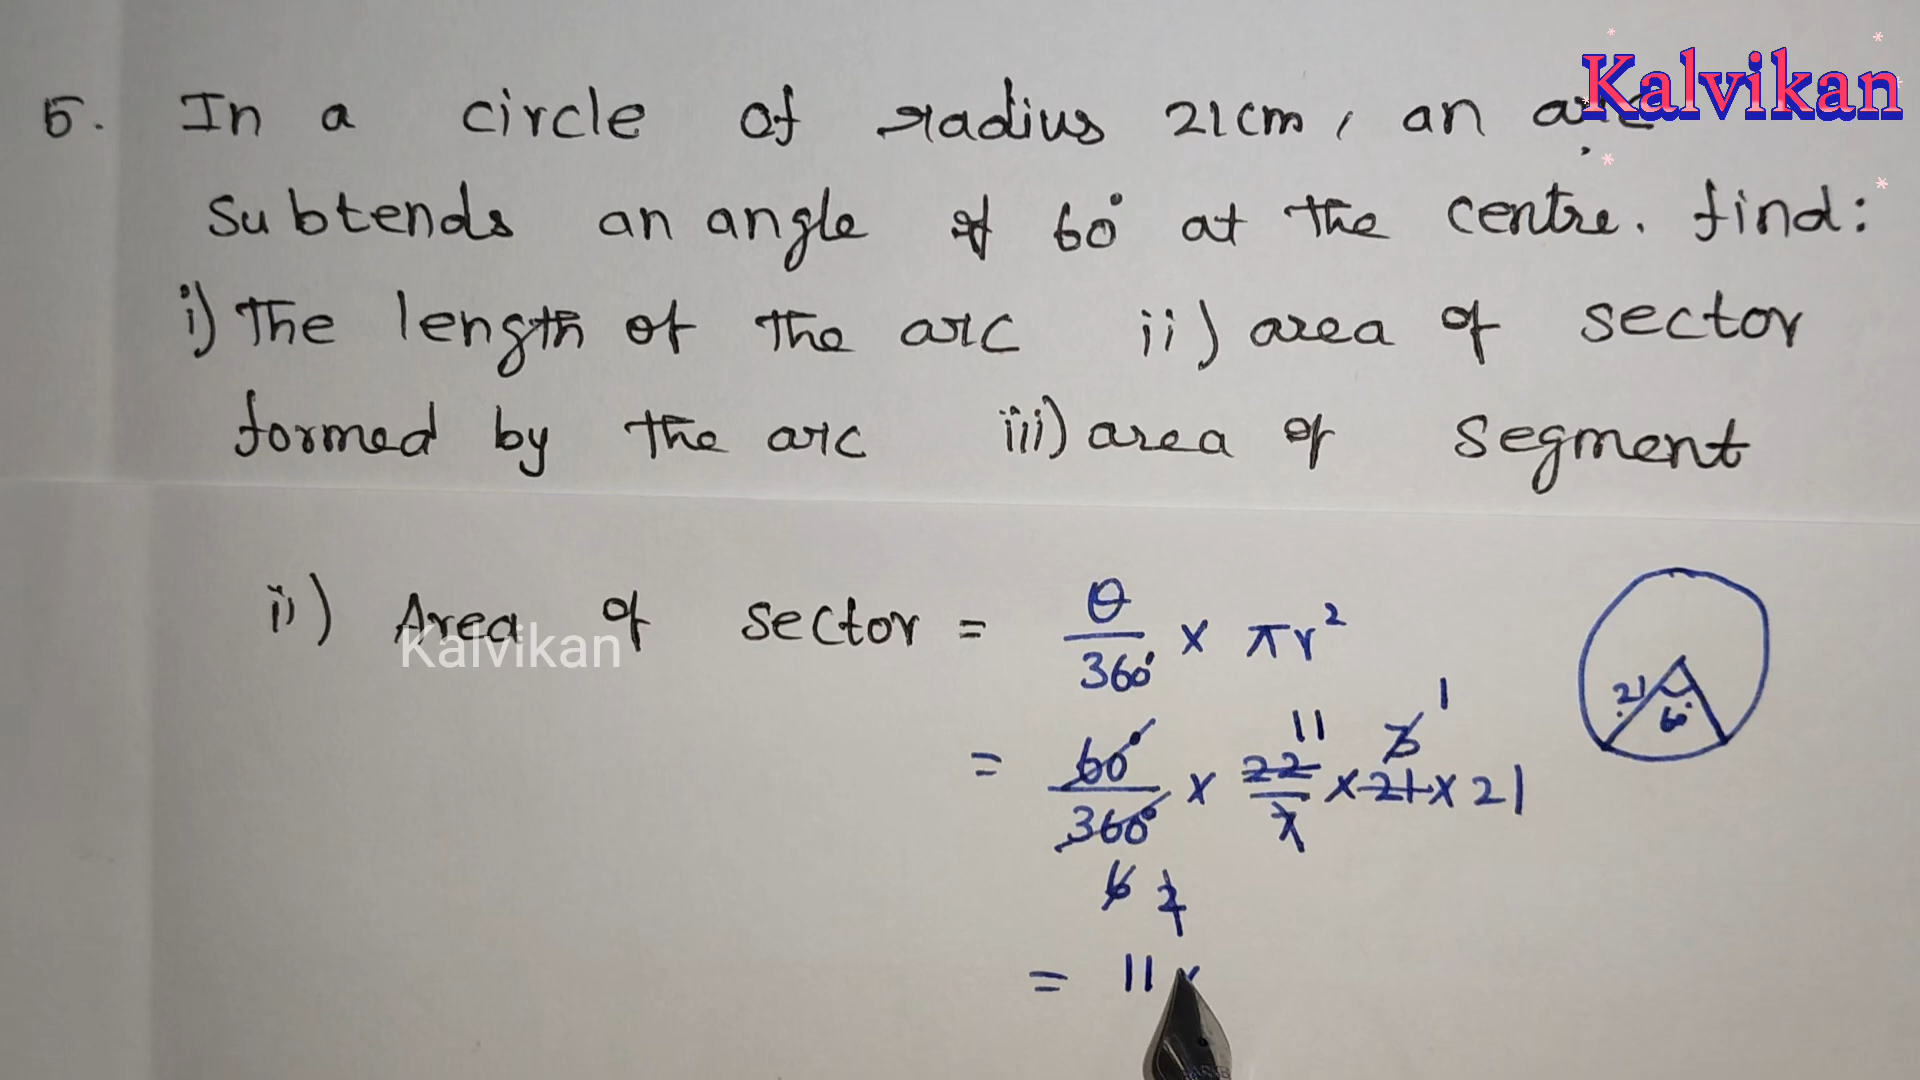 Kalvikan
5. In a circle of radius 21cm, an arc
subtends an angle of 60° at the centre. find:
i) The length of the arc ii) area of sector
formed by the arc iii) area of segment
ii) Area of sector = θ/360° × πr²
Kalvikan
= 60°/360° × 22/7 × 21 × 21
11 3 1
6 2
= 11 ×
21
60°